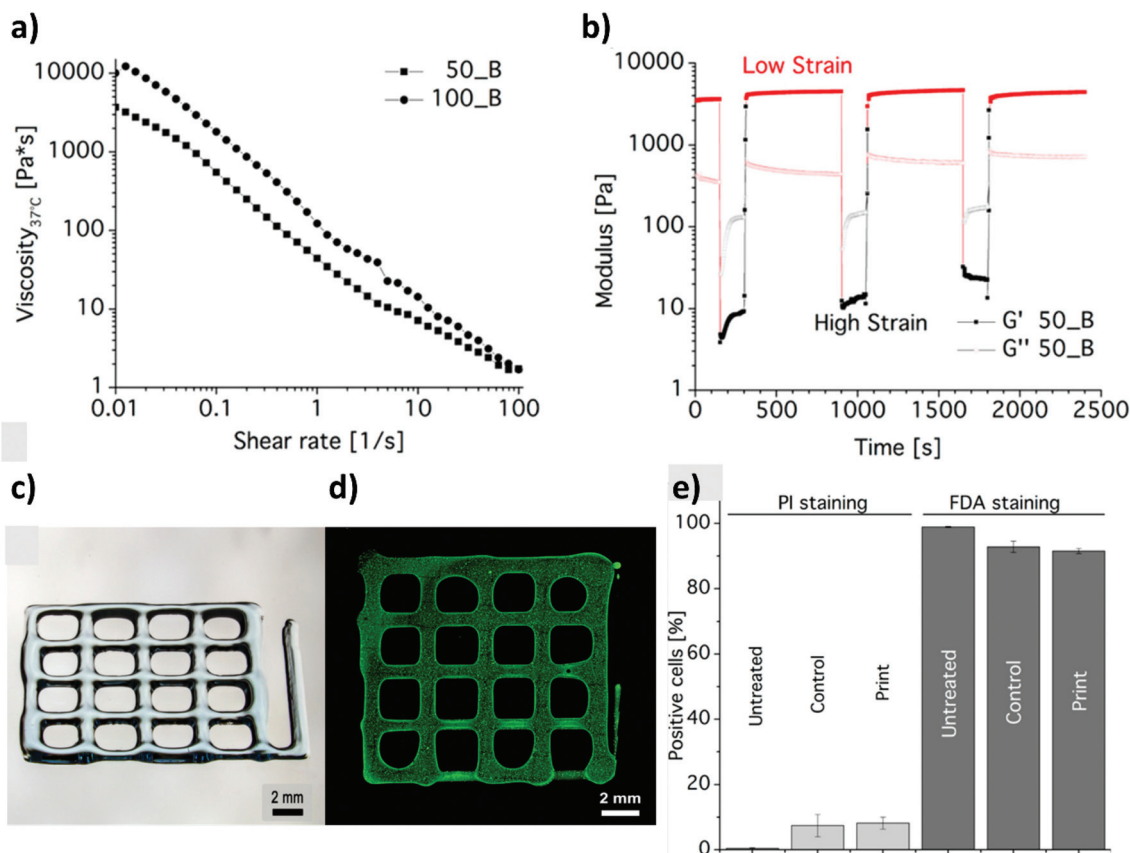 a)
10000
1000
100
10
1
Viscosity37°C [Pa*s]
50_B
100_B
0.01
0.1
1
10
100
Shear rate [1/s]
b)
10000
1000
100
10
1
Modulus [Pa]
Low Strain
High Strain
G' 50_B
G'' 50_B
0
500
1000
1500
2000
2500
Time [s]
c)
2 mm
d)
2 mm
e)
PI staining
FDA staining
100
80
60
40
20
0
Positive cells [%]
Untreated
Control
Print
Untreated
Control
Print